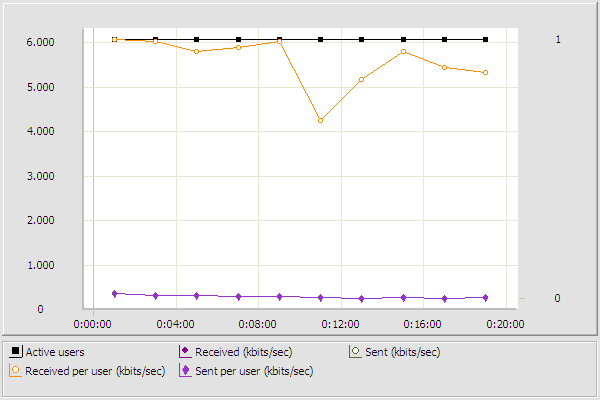 6.000 1
5.000
4.000
3.000
2.000
1.000
0 0
0:00:00 0:04:00 0:08:00 0:12:00 0:16:00 0:20:00
Active users Received (kbits/sec) Sent (kbits/sec)
Received per user (kbits/sec) Sent per user (kbits/sec)